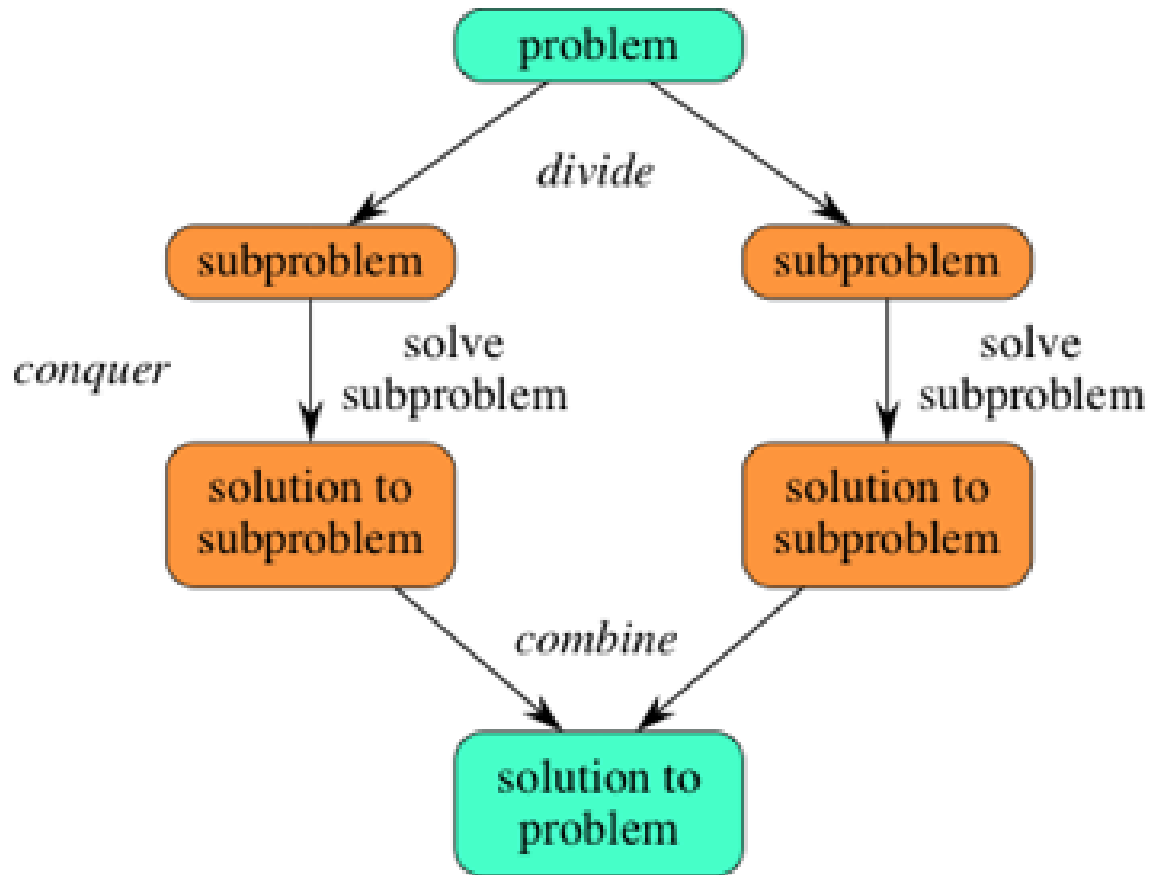 problem
divide
subproblem
subproblem
conquer
solve
subproblem
solve
subproblem
solution to
subproblem
solution to
subproblem
combine
solution to
problem